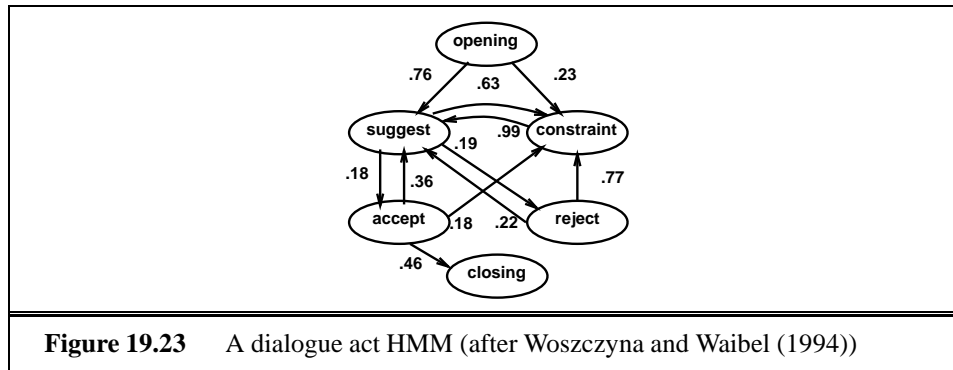 opening
.76 .63 .23
suggest .99 constraint
.19
.18 .36 .77
accept .18 .22 reject
.46
closing
Figure 19.23 A dialogue act HMM (after Woszczyna and Waibel (1994))